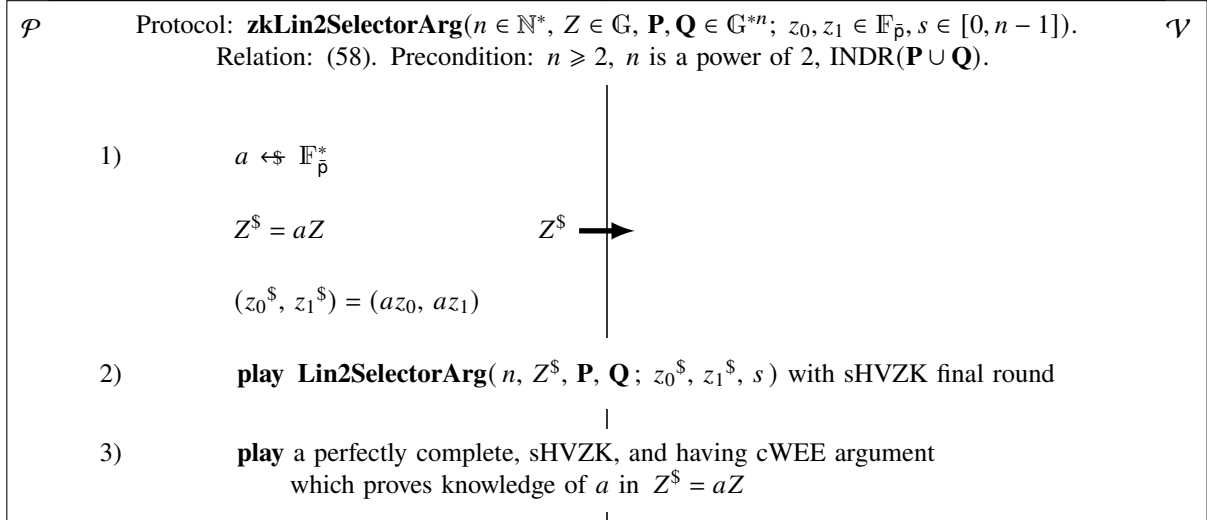 𝒫 Protocol: zkLin2SelectorArg(n ∈ ℕ*, Z ∈ 𝔾, P, Q ∈ 𝔾*ⁿ; z₀, z₁ ∈ 𝔽p̄, s ∈ [0, n − 1]). 𝒱
Relation: (58). Precondition: n ⩾ 2, n is a power of 2, INDR(P ∪ Q).
1) a ↞$ 𝔽*p̄
Z$ = aZ Z$
(z₀$, z₁$) = (az₀, az₁)
2) play Lin2SelectorArg( n, Z$, P, Q ; z₀$, z₁$, s ) with sHVZK final round
3) play a perfectly complete, sHVZK, and having cWEE argument
which proves knowledge of a in Z$ = aZ